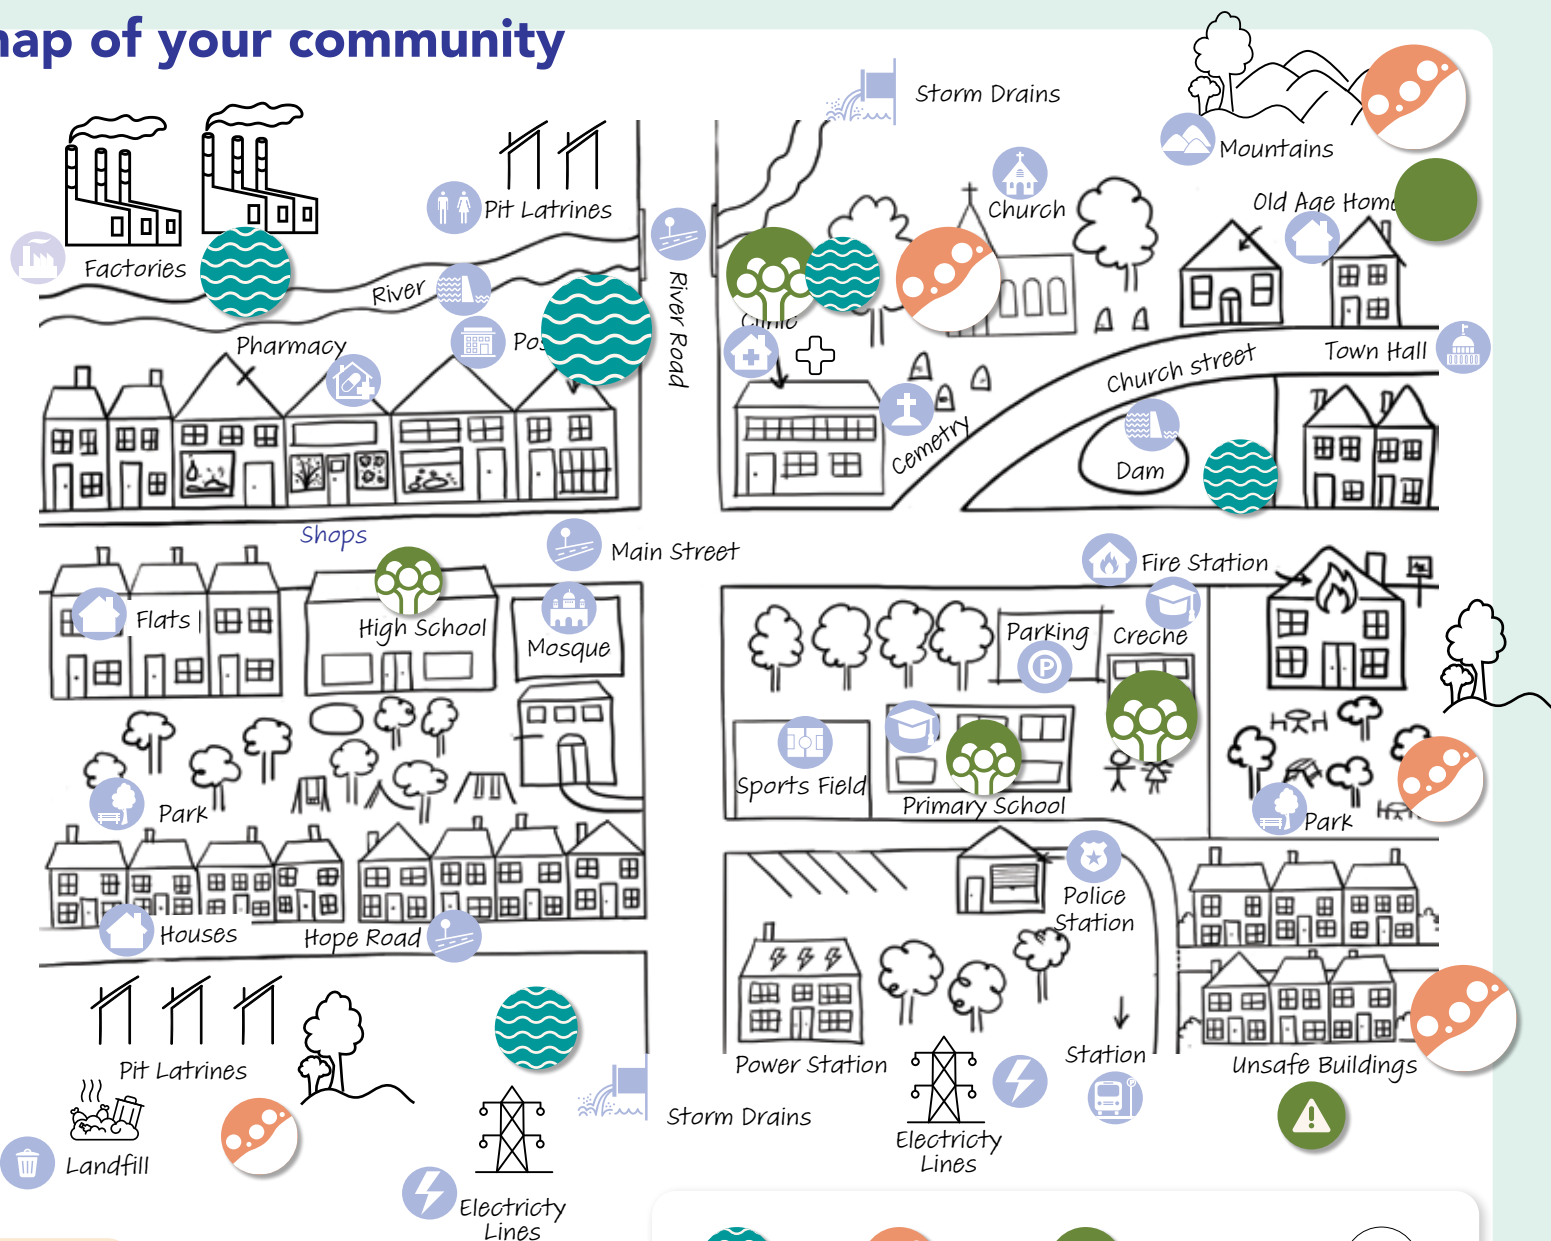 map of your community
Storm Drains
Mountains
Pit Latrines
Church
Old Age Home
Factories
River
River Road
Clinic
Pharmacy
Church street
Town Hall
Cemetry
Dam
Shops
Main Street
Fire Station
Flats
High School
Mosque
Parking
Creche
P
Sports Field
Primary School
Park
Park
Police
Station
Houses
Hope Road
Pit Latrines
Power Station
Station
Unsafe Buildings
Storm Drains
Electricty
Lines
Landfill
Electricty
Lines